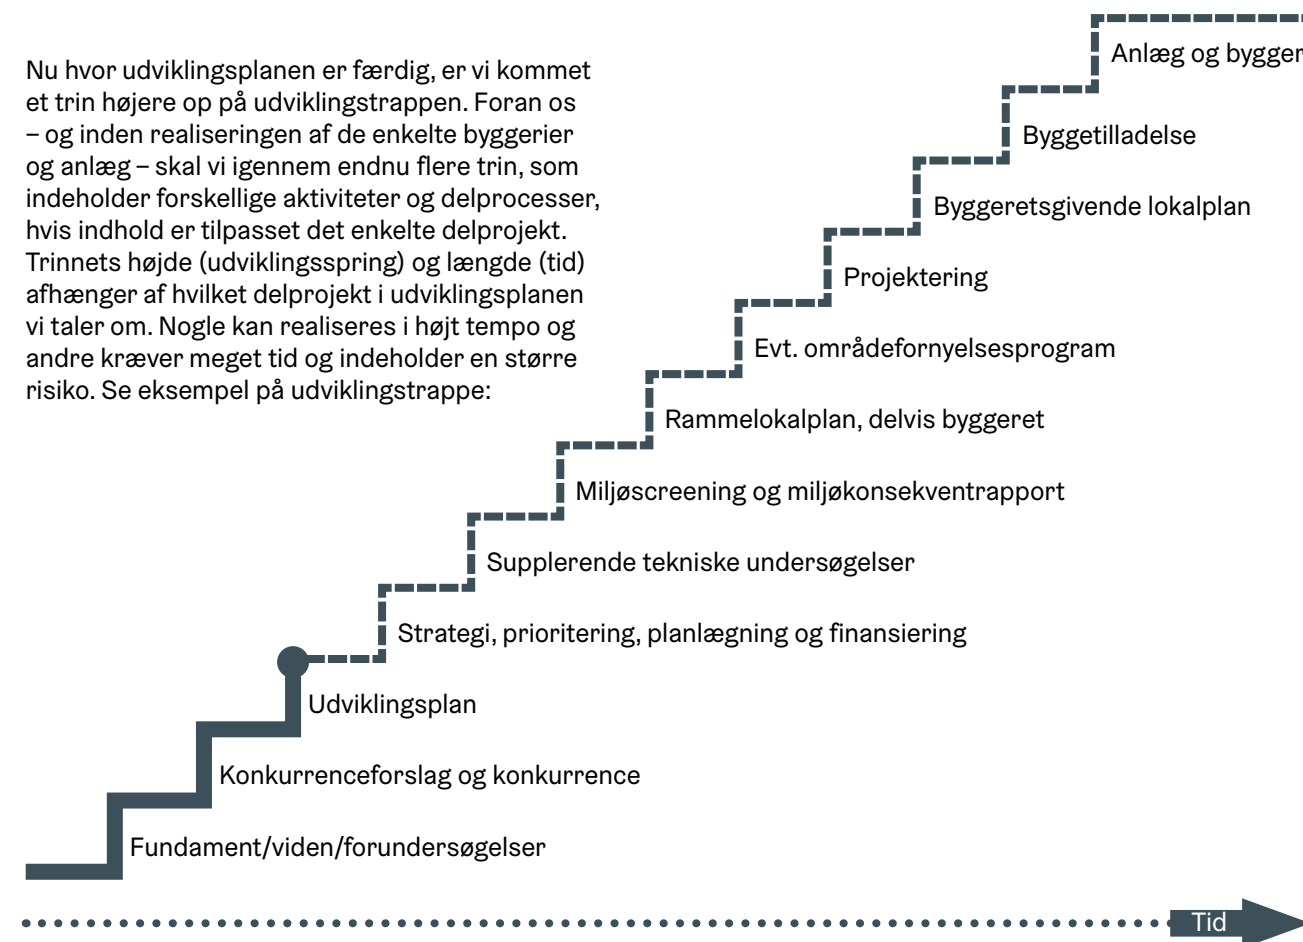 Nu hvor udviklingsplanen er færdig, er vi kommet
et trin højere op på udviklingstrappen. Foran os
– og inden realiseringen af de enkelte byggerier
og anlæg – skal vi igennem endnu flere trin, som
indeholder forskellige aktiviteter og delprocesser,
hvis indhold er tilpasset det enkelte delprojekt.
Trinnets højde (udviklingsspring) og længde (tid)
afhænger af hvilket delprojekt i udviklingsplanen
vi taler om. Nogle kan realiseres i højt tempo og
andre kræver meget tid og indeholder en større
risiko. Se eksempel på udviklingstrappe:
Anlæg og bygger
Byggetilladelse
Byggeretsgivende lokalplan
Projektering
Evt. områdefornyelsesprogram
Rammelokalplan, delvis byggeret
Miljøscreening og miljøkonsekventrapport
Supplerende tekniske undersøgelser
Strategi, prioritering, planlægning og finansiering
Udviklingsplan
Konkurrenceforslag og konkurrence
Fundament/viden/forundersøgelser
Tid